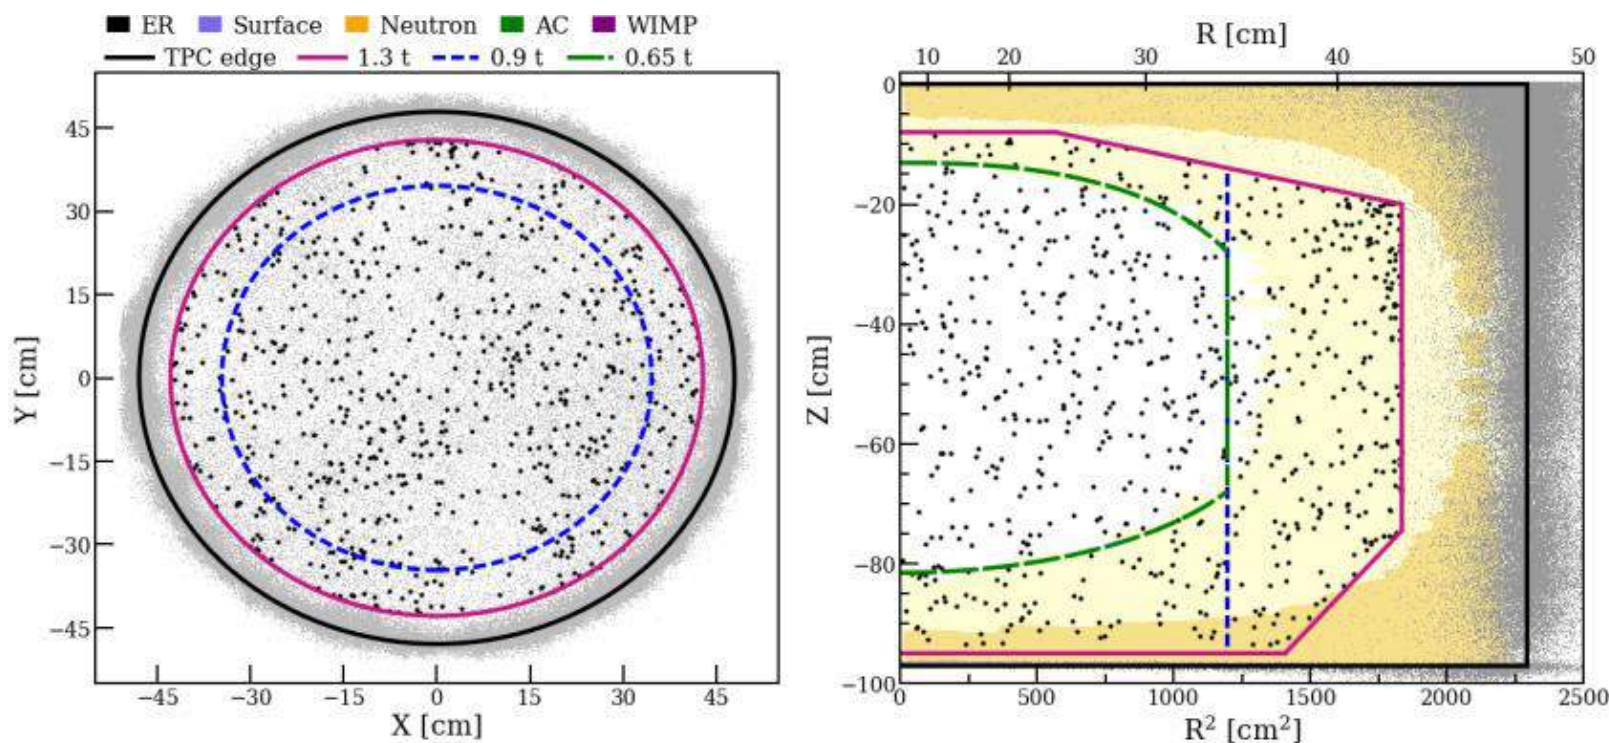 ER Surface Neutron AC WIMP
TPC edge 1.3 t 0.9 t 0.65 t
45
30
15
0
−15
−30
−45
Y [cm]
−45 −30 −15 0 15 30 45
X [cm]
R [cm]
10 20 30 40 50
0
−20
−40
−60
−80
−100
Z [cm]
0 500 1000 1500 2000 2500
R² [cm²]